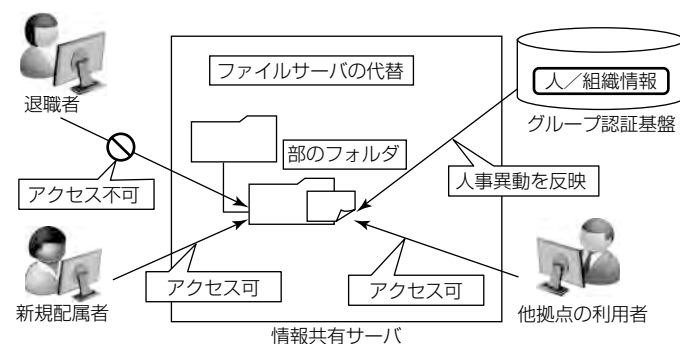 ファイルサーバの代替
人／組織情報
退職者
グループ認証基盤
部のフォルダ
アクセス不可
人事異動を反映
アクセス可
アクセス可
新規配属者
他拠点の利用者
情報共有サーバ